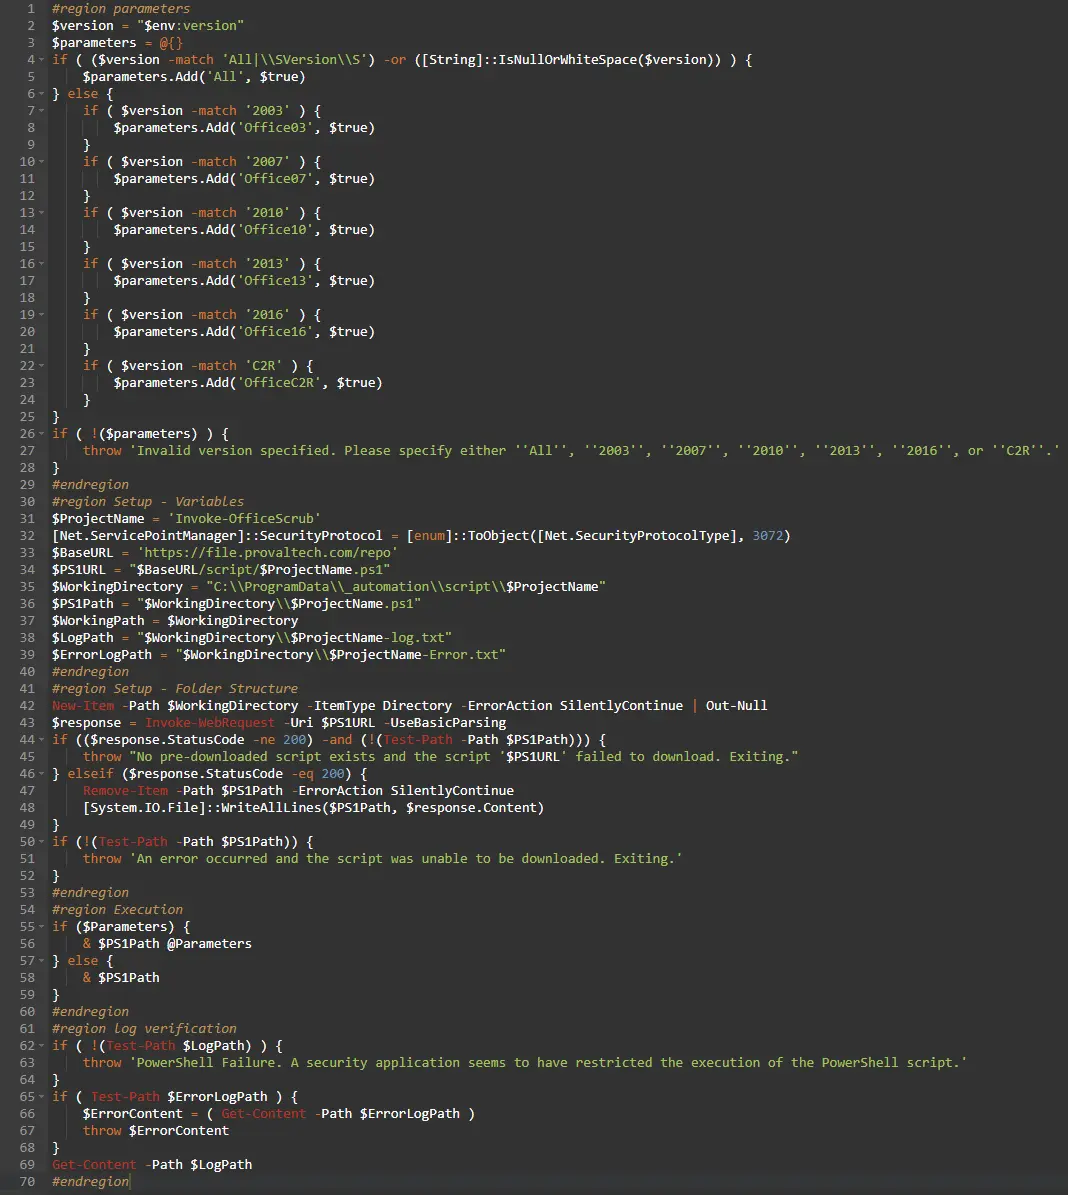 1 #region parameters
2 $version = "$env:version"
3 $parameters = @{}
4 if ( ($version -match 'All|\\SVersion\\S') -or ([String]::IsNullOrWhiteSpace($version)) ) {
5 $parameters.Add('All', $true)
6 } else {
7 if ( $version -match '2003' ) {
8 $parameters.Add('Office03', $true)
9 }
10 if ( $version -match '2007' ) {
11 $parameters.Add('Office07', $true)
12 }
13 if ( $version -match '2010' ) {
14 $parameters.Add('Office10', $true)
15 }
16 if ( $version -match '2013' ) {
17 $parameters.Add('Office13', $true)
18 }
19 if ( $version -match '2016' ) {
20 $parameters.Add('Office16', $true)
21 }
22 if ( $version -match 'C2R' ) {
23 $parameters.Add('OfficeC2R', $true)
24 }
25 }
26 if ( !($parameters) ) {
27 throw 'Invalid version specified. Please specify either ''All'', ''2003'', ''2007'', ''2010'', ''2013'', ''2016'', or ''C2R''.'
28 }
29 #endregion
30 #region Setup - Variables
31 $ProjectName = 'Invoke-OfficeScrub'
32 [Net.ServicePointManager]::SecurityProtocol = [enum]::ToObject([Net.SecurityProtocolType], 3072)
33 $BaseURL = 'https://file.provaltech.com/repo'
34 $PS1URL = "$BaseURL/script/$ProjectName.ps1"
35 $WorkingDirectory = "C:\\ProgramData\\_automation\\script\\$ProjectName"
36 $PS1Path = "$WorkingDirectory\\$ProjectName.ps1"
37 $WorkingPath = $WorkingDirectory
38 $LogPath = "$WorkingDirectory\\$ProjectName-log.txt"
39 $ErrorLogPath = "$WorkingDirectory\\$ProjectName-Error.txt"
40 #endregion
41 #region Setup - Folder Structure
42 New-Item -Path $WorkingDirectory -ItemType Directory -ErrorAction SilentlyContinue | Out-Null
43 $response = Invoke-WebRequest -Uri $PS1URL -UseBasicParsing
44 if (($response.StatusCode -ne 200) -and (!(Test-Path -Path $PS1Path))) {
45 throw "No pre-downloaded script exists and the script '$PS1URL' failed to download. Exiting."
46 } elseif ($response.StatusCode -eq 200) {
47 Remove-Item -Path $PS1Path -ErrorAction SilentlyContinue
48 [System.IO.File]::WriteAllLines($PS1Path, $response.Content)
49 }
50 if (!(Test-Path -Path $PS1Path)) {
51 throw 'An error occurred and the script was unable to be downloaded. Exiting.'
52 }
53 #endregion
54 #region Execution
55 if ($Parameters) {
56 & $PS1Path @Parameters
57 } else {
58 & $PS1Path
59 }
60 #endregion
61 #region log verification
62 if ( !(Test-Path $LogPath) ) {
63 throw 'PowerShell Failure. A security application seems to have restricted the execution of the PowerShell script.'
64 }
65 if ( Test-Path $ErrorLogPath ) {
66 $ErrorContent = ( Get-Content -Path $ErrorLogPath )
67 throw $ErrorContent
68 }
69 Get-Content -Path $LogPath
70 #endregion